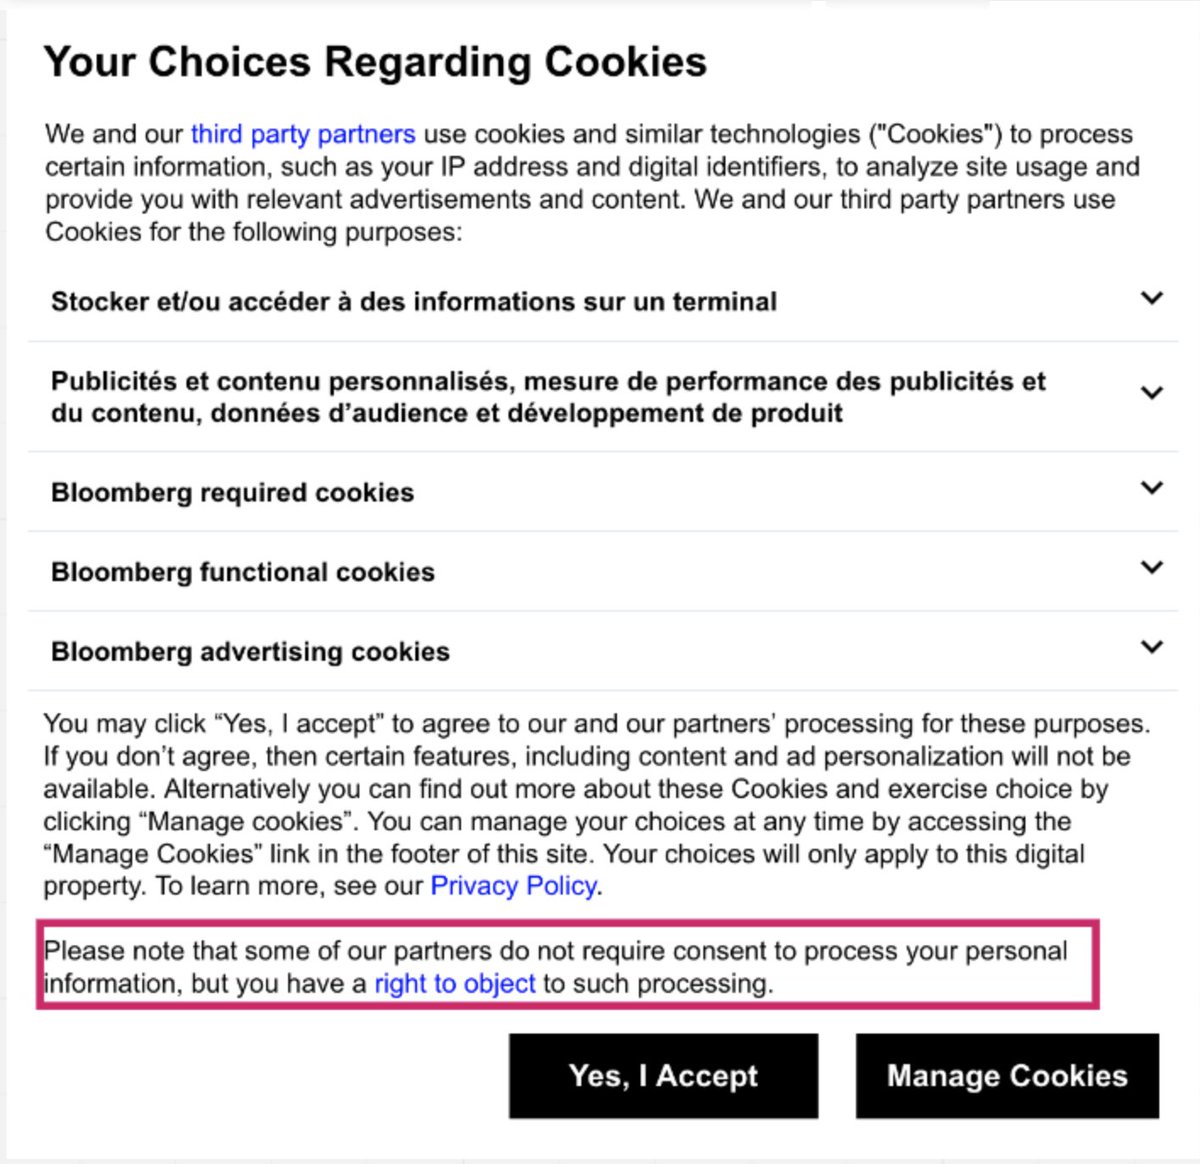 Your Choices Regarding Cookies
We and our third party partners use cookies and similar technologies ("Cookies") to process
certain information, such as your IP address and digital identifiers, to analyze site usage and
provide you with relevant advertisements and content. We and our third party partners use
Cookies for the following purposes:
Stocker et/ou accéder à des informations sur un terminal
Publicités et contenu personnalisés, mesure de performance des publicités et
du contenu, données d’audience et développement de produit
Bloomberg required cookies
Bloomberg functional cookies
Bloomberg advertising cookies
You may click “Yes, I accept” to agree to our and our partners’ processing for these purposes.
If you don’t agree, then certain features, including content and ad personalization will not be
available. Alternatively you can find out more about these Cookies and exercise choice by
clicking “Manage cookies”. You can manage your choices at any time by accessing the
“Manage Cookies” link in the footer of this site. Your choices will only apply to this digital
property. To learn more, see our Privacy Policy.
Please note that some of our partners do not require consent to process your personal
information, but you have a right to object to such processing.
Yes, I Accept
Manage Cookies